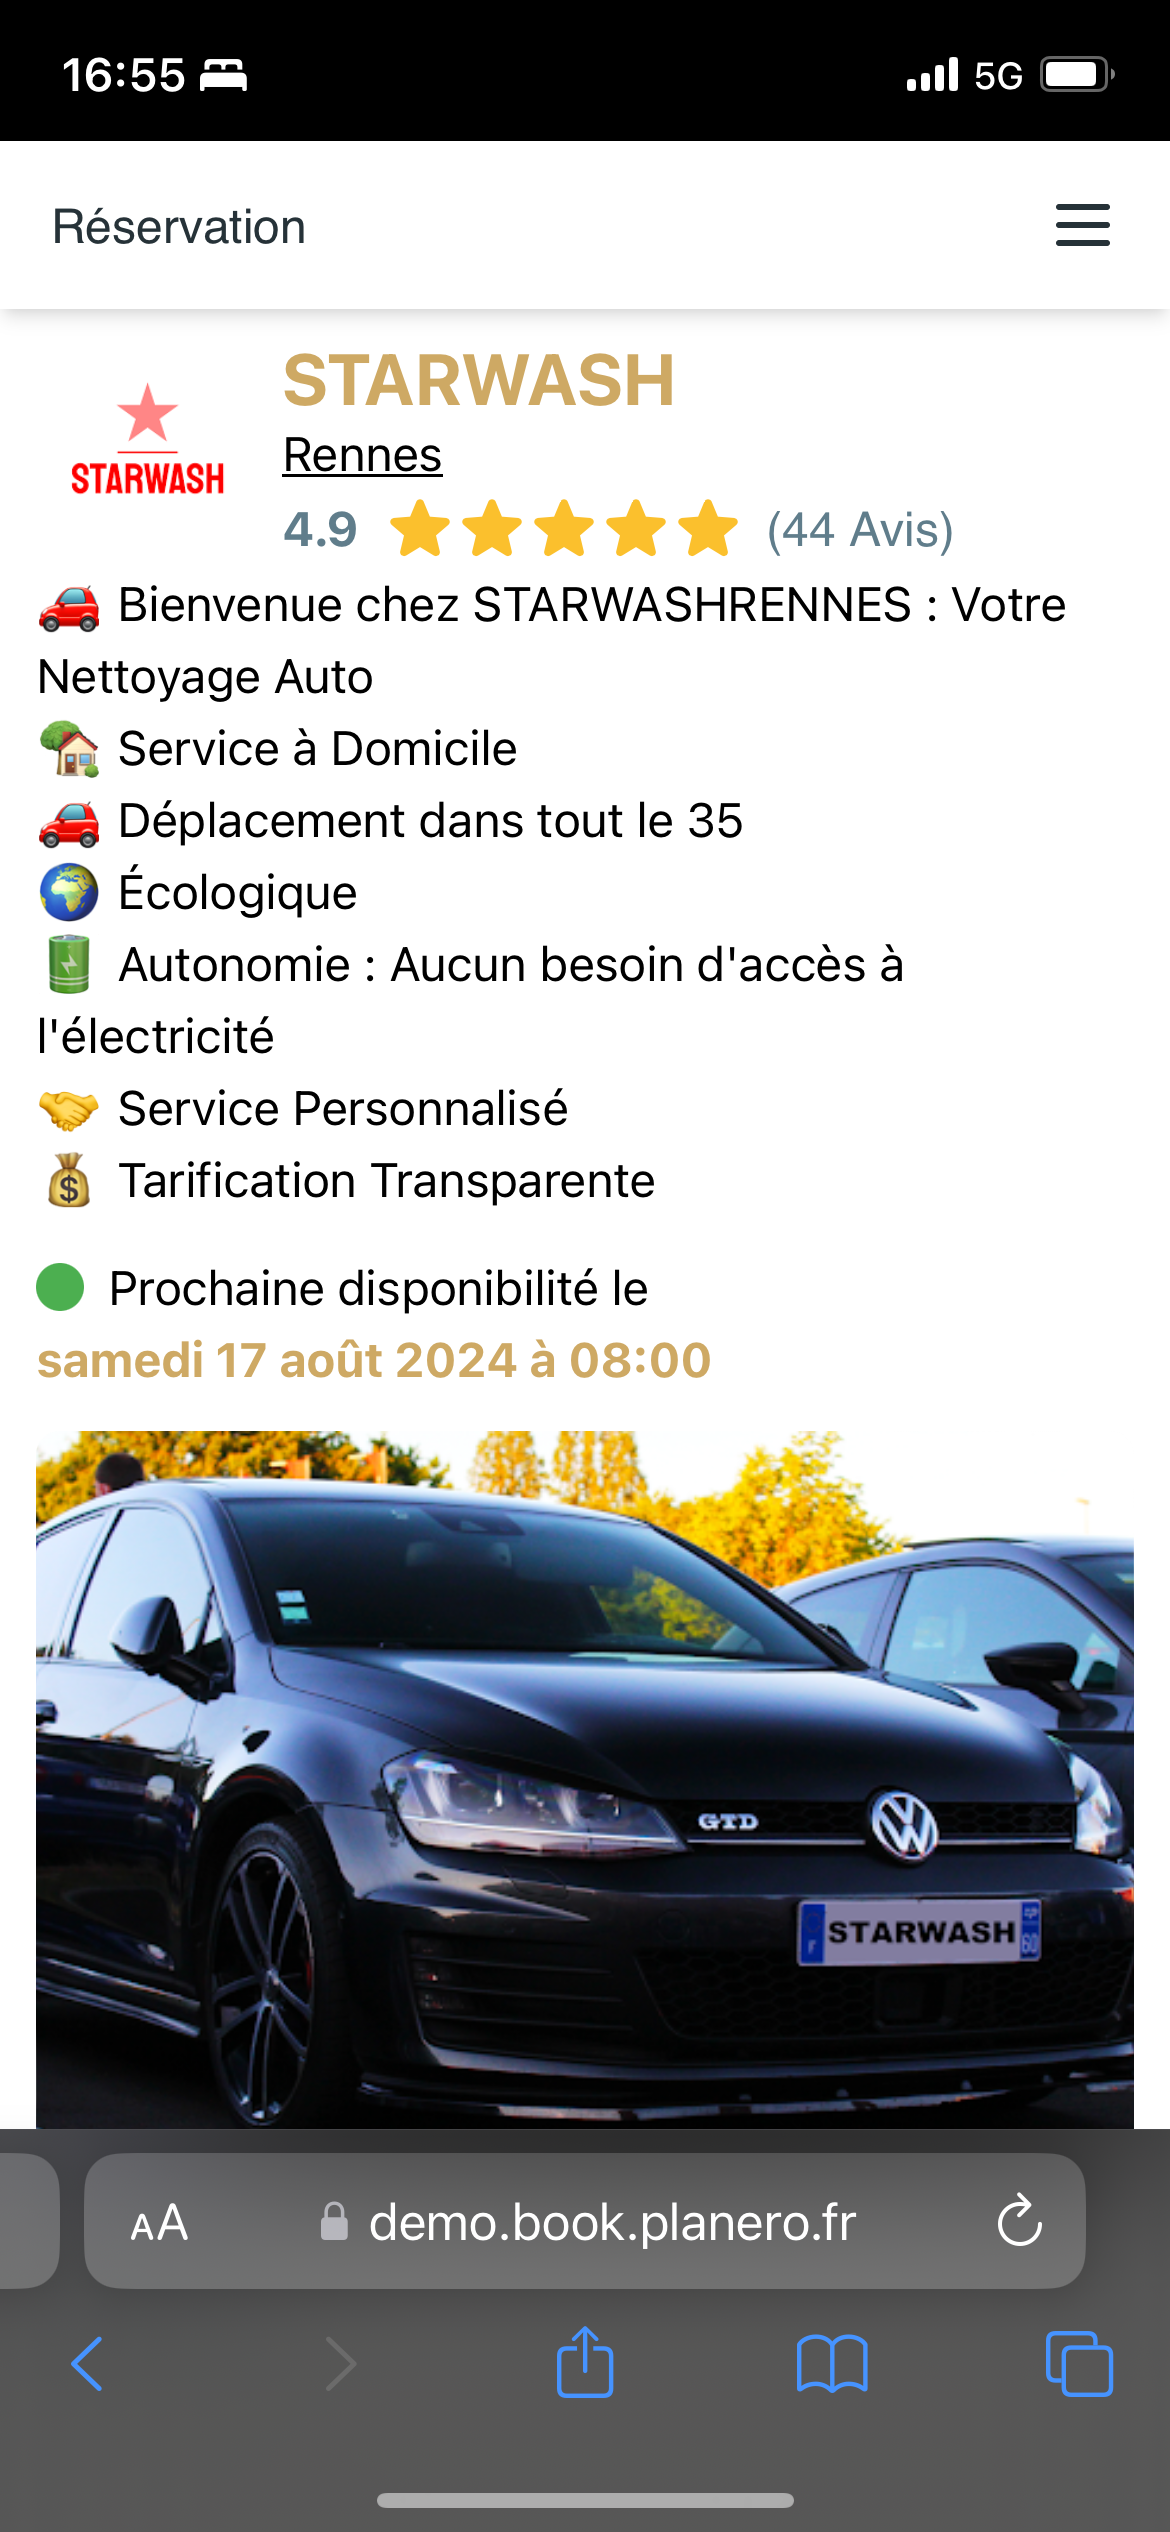 16:55
5G
Réservation
STARWASH
STARWASH
Rennes
4.9 (44 Avis)
🚗 Bienvenue chez STARWASHRENNES : Votre
Nettoyage Auto
🏡 Service à Domicile
🚗 Déplacement dans tout le 35
🌍 Écologique
🔋 Autonomie : Aucun besoin d'accès à
l'électricité
🤝 Service Personnalisé
💰 Tarification Transparente
Prochaine disponibilité le
samedi 17 août 2024 à 08:00
GTD
F STARWASH 60
AA demo.book.planero.fr